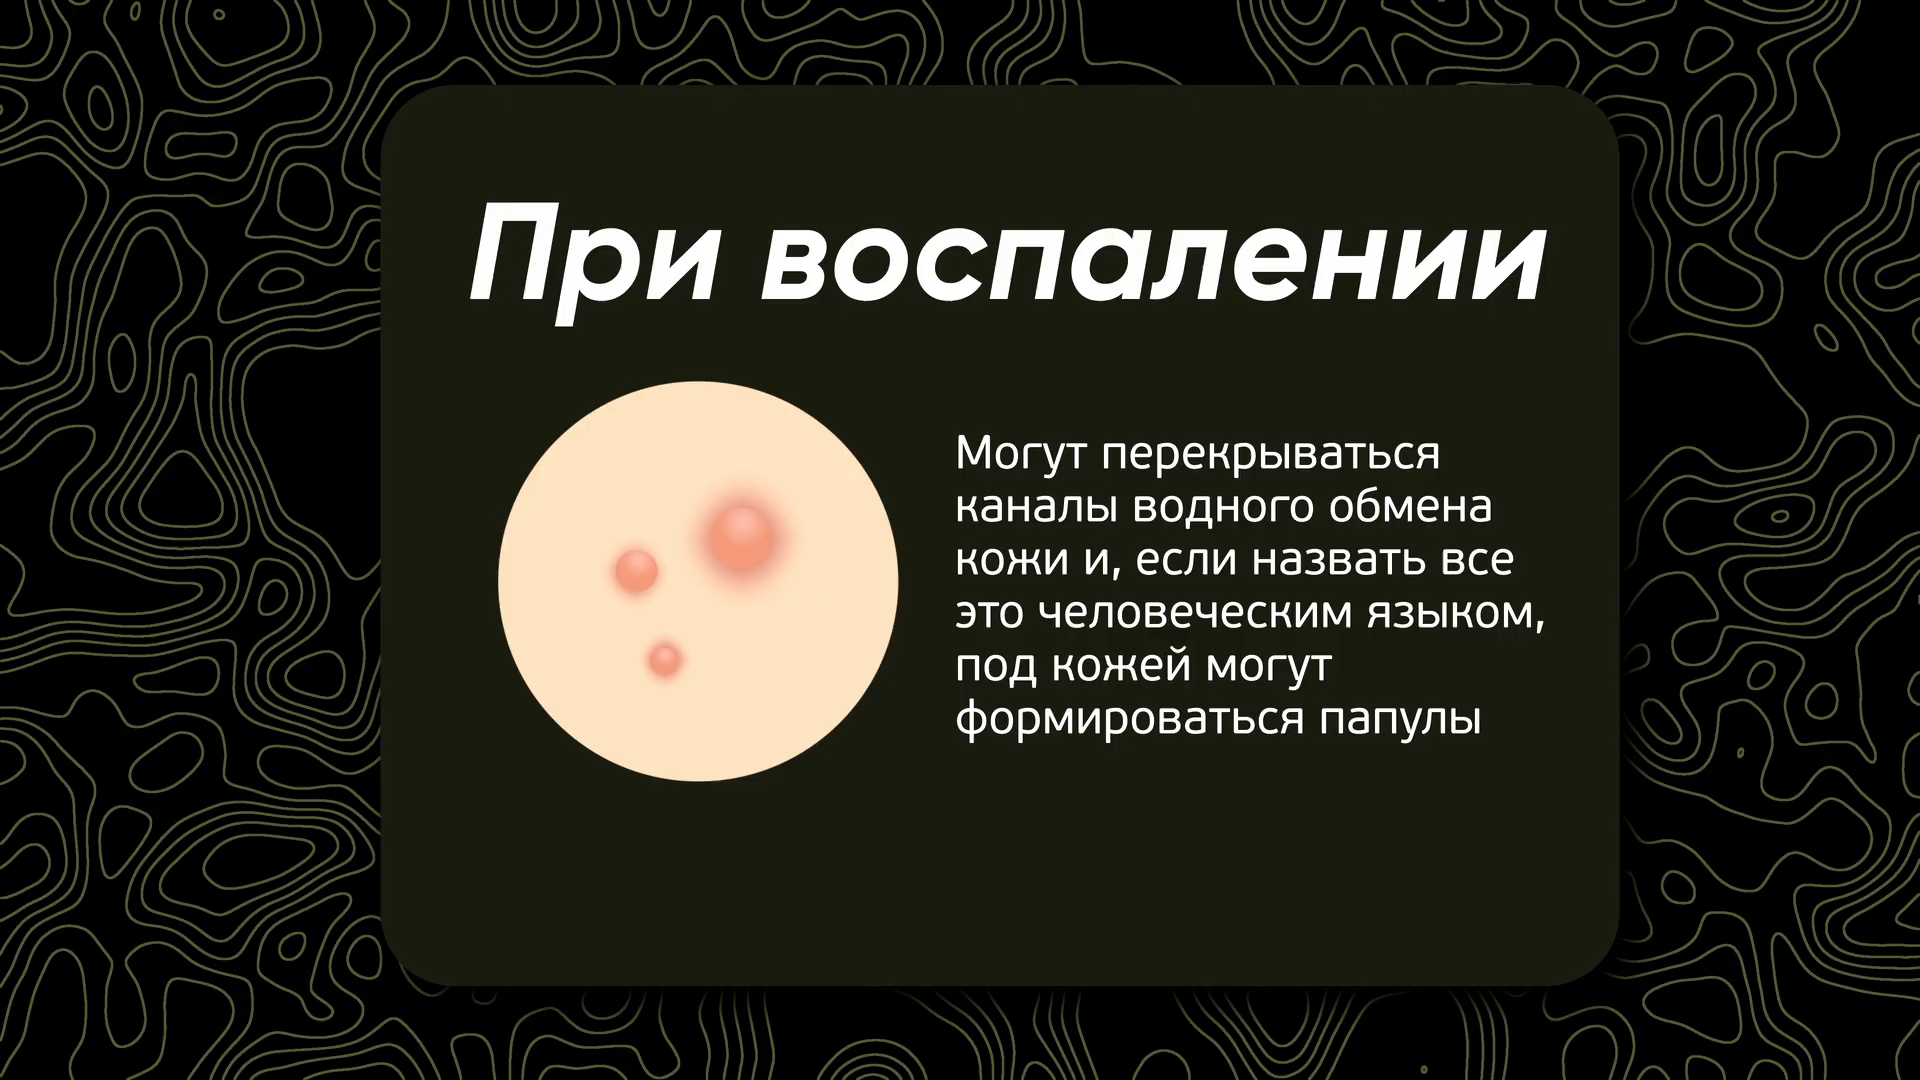 При воспалении
Могут перекрываться
каналы водного обмена
кожи и, если назвать все
это человеческим языком,
под кожей могут
формироваться папулы